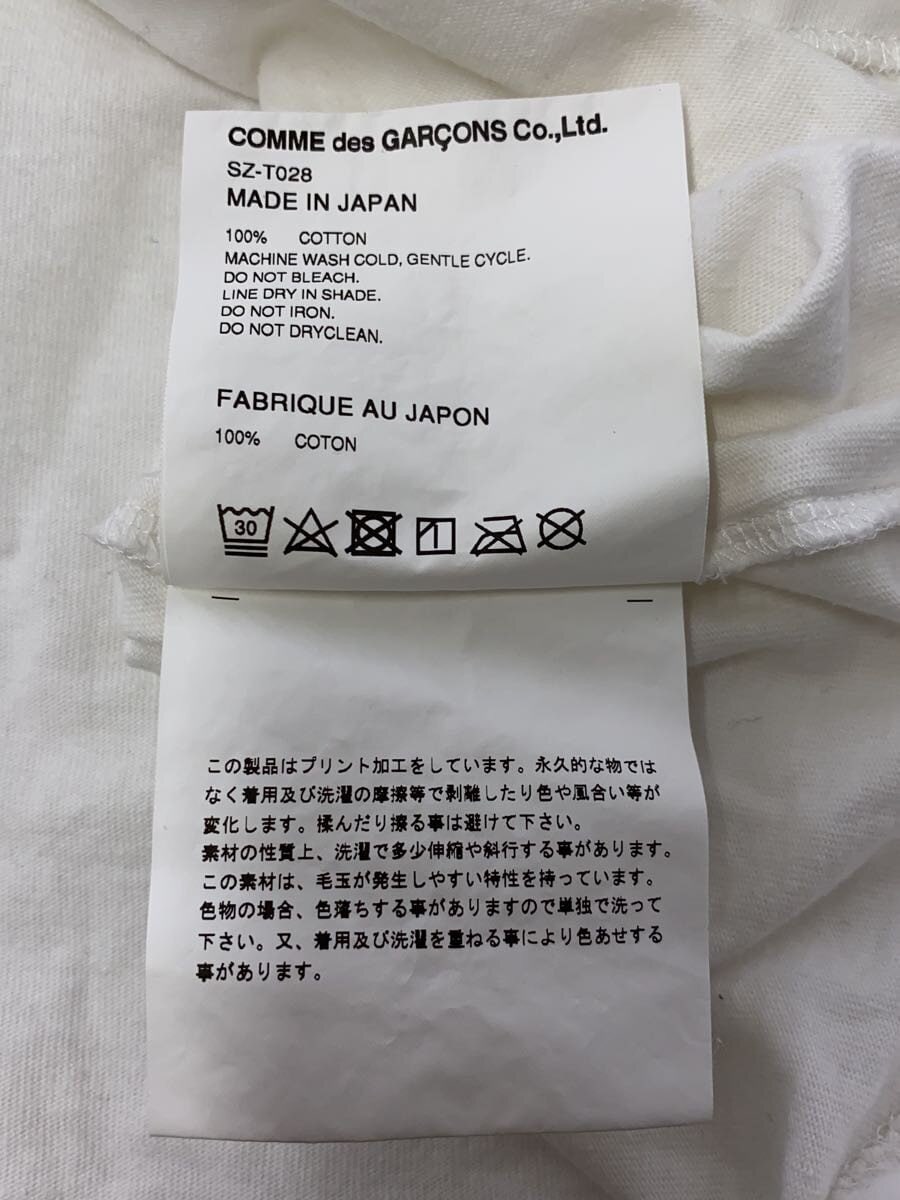 COMME des GARÇONS Co.,Ltd.
SZ-T028
MADE IN JAPAN
100% COTTON
MACHINE WASH COLD, GENTLE CYCLE.
DO NOT BLEACH.
LINE DRY IN SHADE.
DO NOT IRON.
DO NOT DRYCLEAN.
FABRIQUE AU JAPON
100% COTON
30
この製品はプリント加工をしています。永久的な物では
なく着用及び洗濯の摩擦等で剥離したり色や風合い等が
変化します。揉んだり擦る事は避けて下さい。
素材の性質上、洗濯で多少伸縮や斜行する事があります。
この素材は、毛玉が発生しやすい特性を持っています。
色物の場合、色落ちする事がありますので単独で洗って
下さい。又、着用及び洗濯を重ねる事により色あせする
事があります。